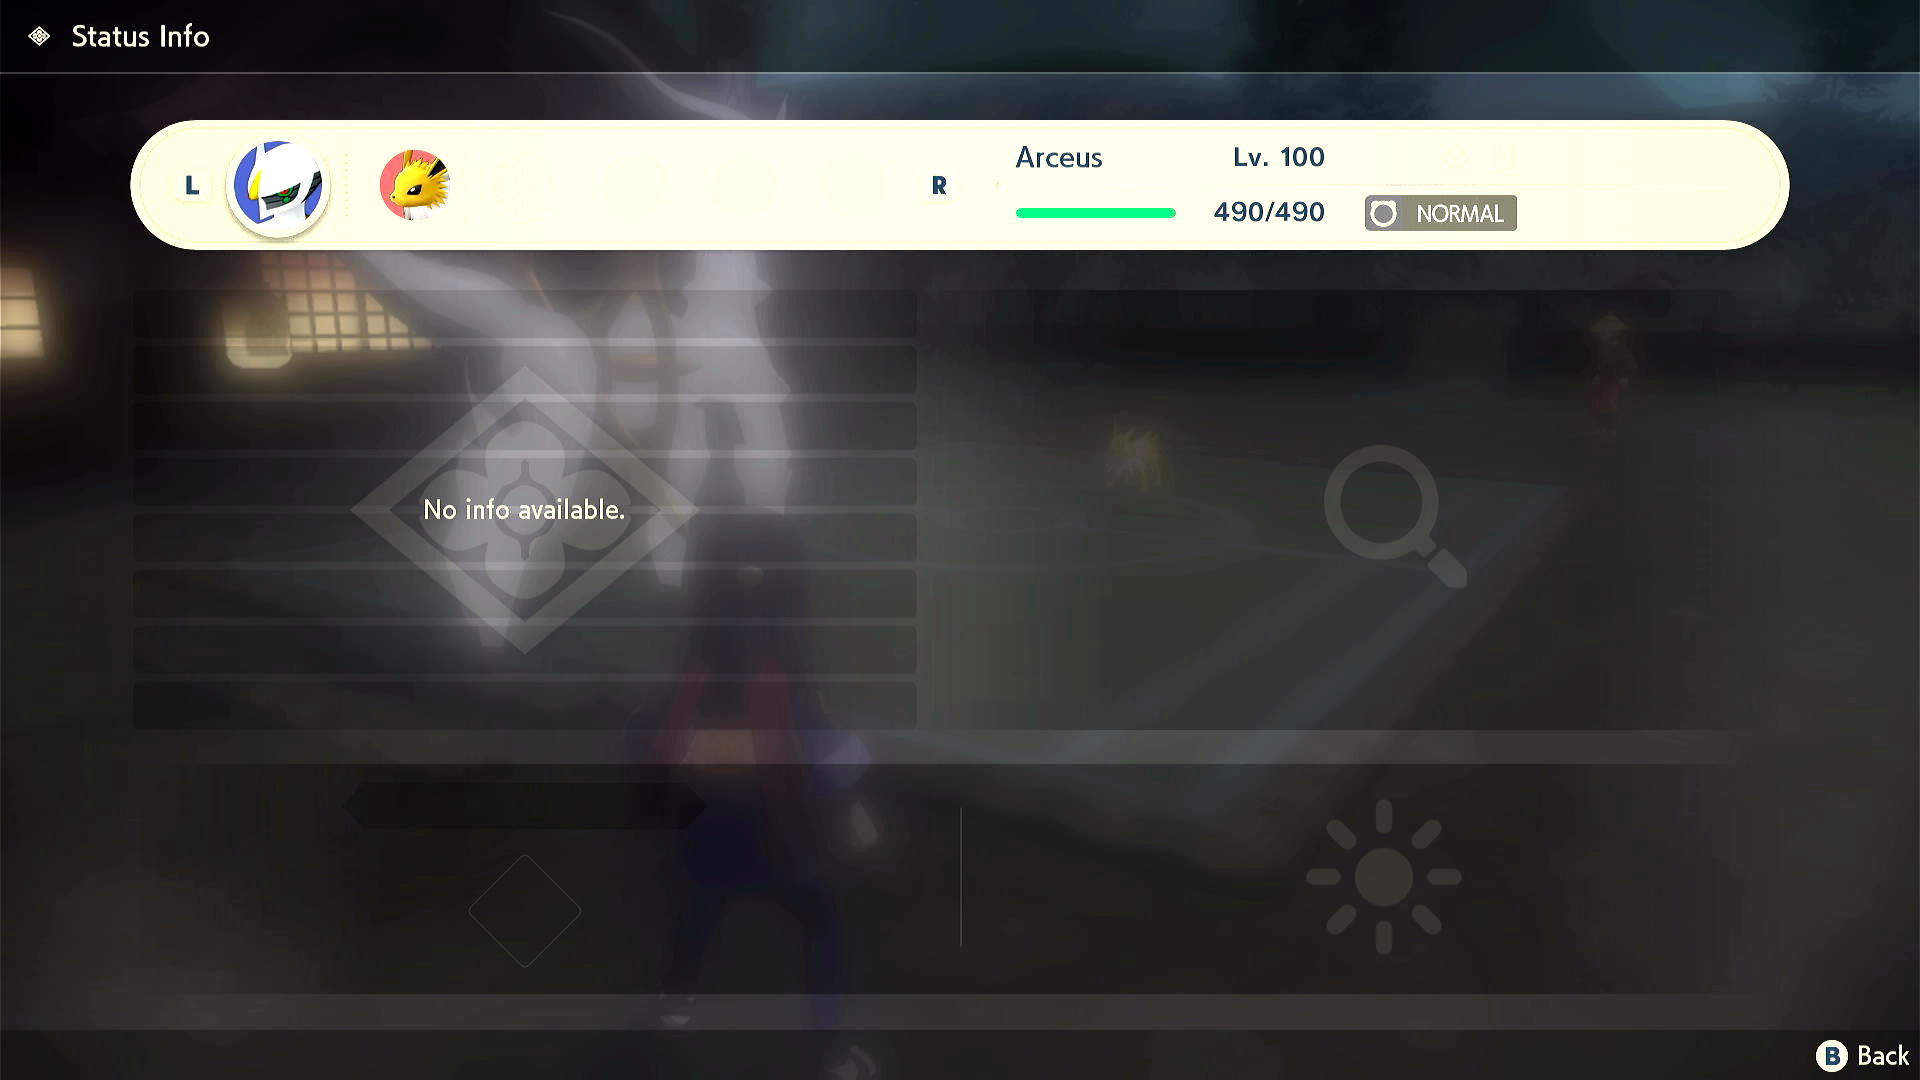 Status Info
L
R
Arceus
Lv. 100
490/490
NORMAL
No info available.
B Back